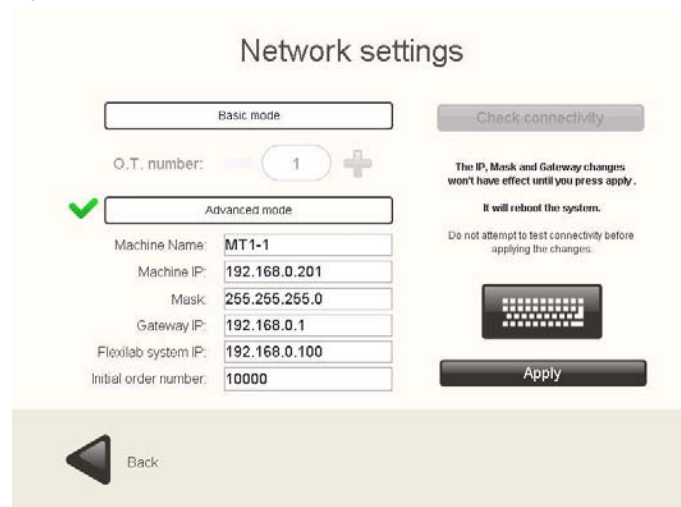 Network settings
Basic mode
O.T. number: 1
Advanced mode
Machine Name: MT1-1
Machine IP: 192.168.0.201
Mask: 255.255.255.0
Gateway IP: 192.168.0.1
Flexilab system IP: 192.168.0.100
Initial order number: 10000
Check connectivity
The IP, Mask and Gateway changes
won't have effect until you press apply.
It will reboot the system.
Do not attempt to test connectivity before
applying the changes.
Apply
Back